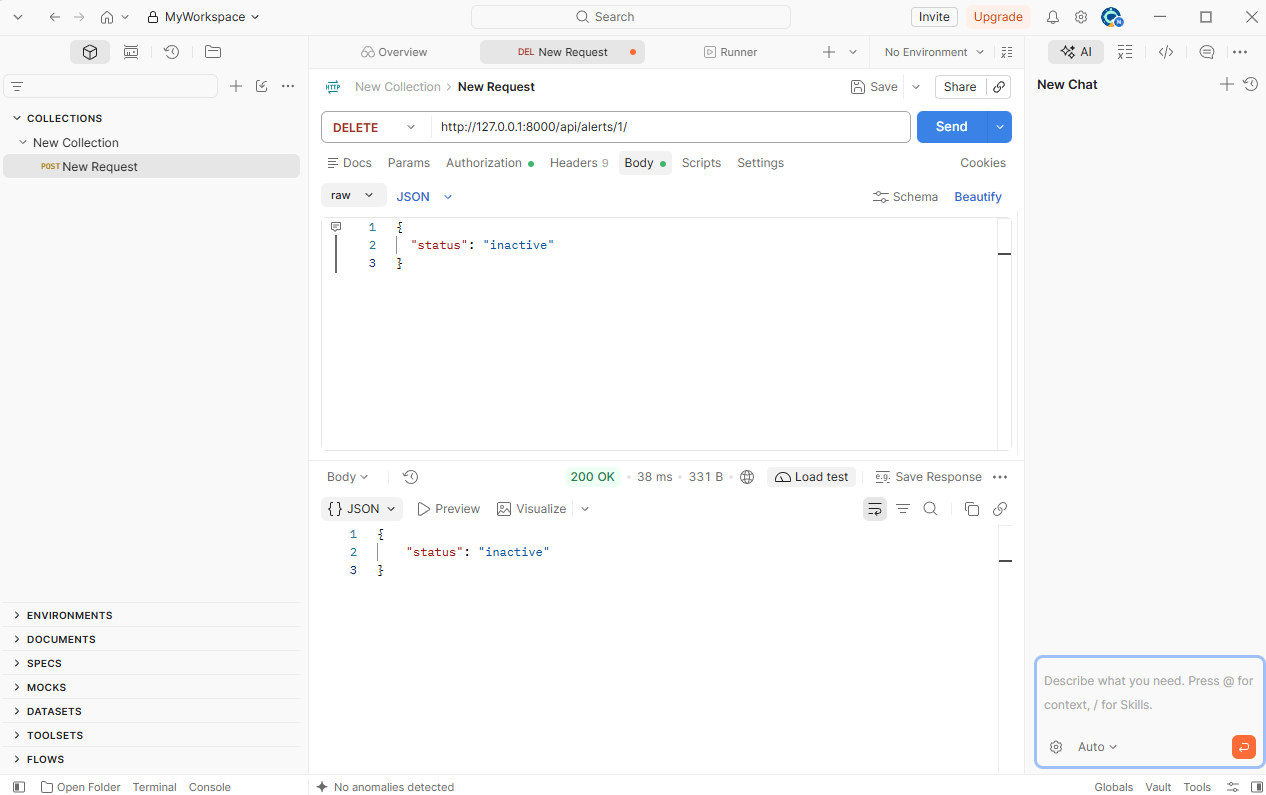 MyWorkspace
Search
Invite
Upgrade
Overview
DEL New Request
Runner
No Environment
AI
New Collection > New Request
Save
Share
New Chat
COLLECTIONS
New Collection
POST New Request
DELETE
http://127.0.0.1:8000/api/alerts/1/
Send
Docs
Params
Authorization
Headers 9
Body
Scripts
Settings
Cookies
raw
JSON
Schema
Beautify
1 {
2 "status": "inactive"
3 }
Body
200 OK
38 ms
331 B
Load test
e.g. Save Response
{} JSON
Preview
Visualize
1 {
2 "status": "inactive"
3 }
ENVIRONMENTS
DOCUMENTS
SPECS
MOCKS
DATASETS
TOOLSETS
FLOWS
Describe what you need. Press @ for
context, / for Skills.
Auto
Open Folder
Terminal
Console
No anomalies detected
Globals
Vault
Tools